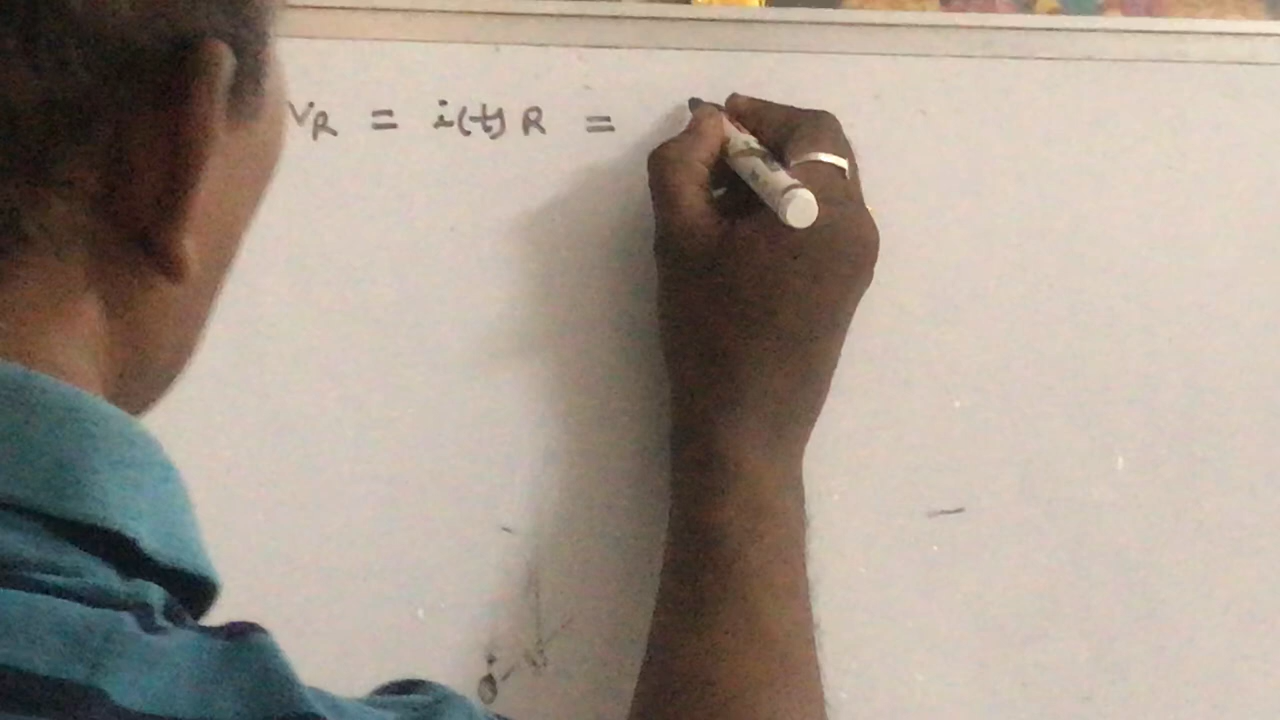 VR = i(t) R =